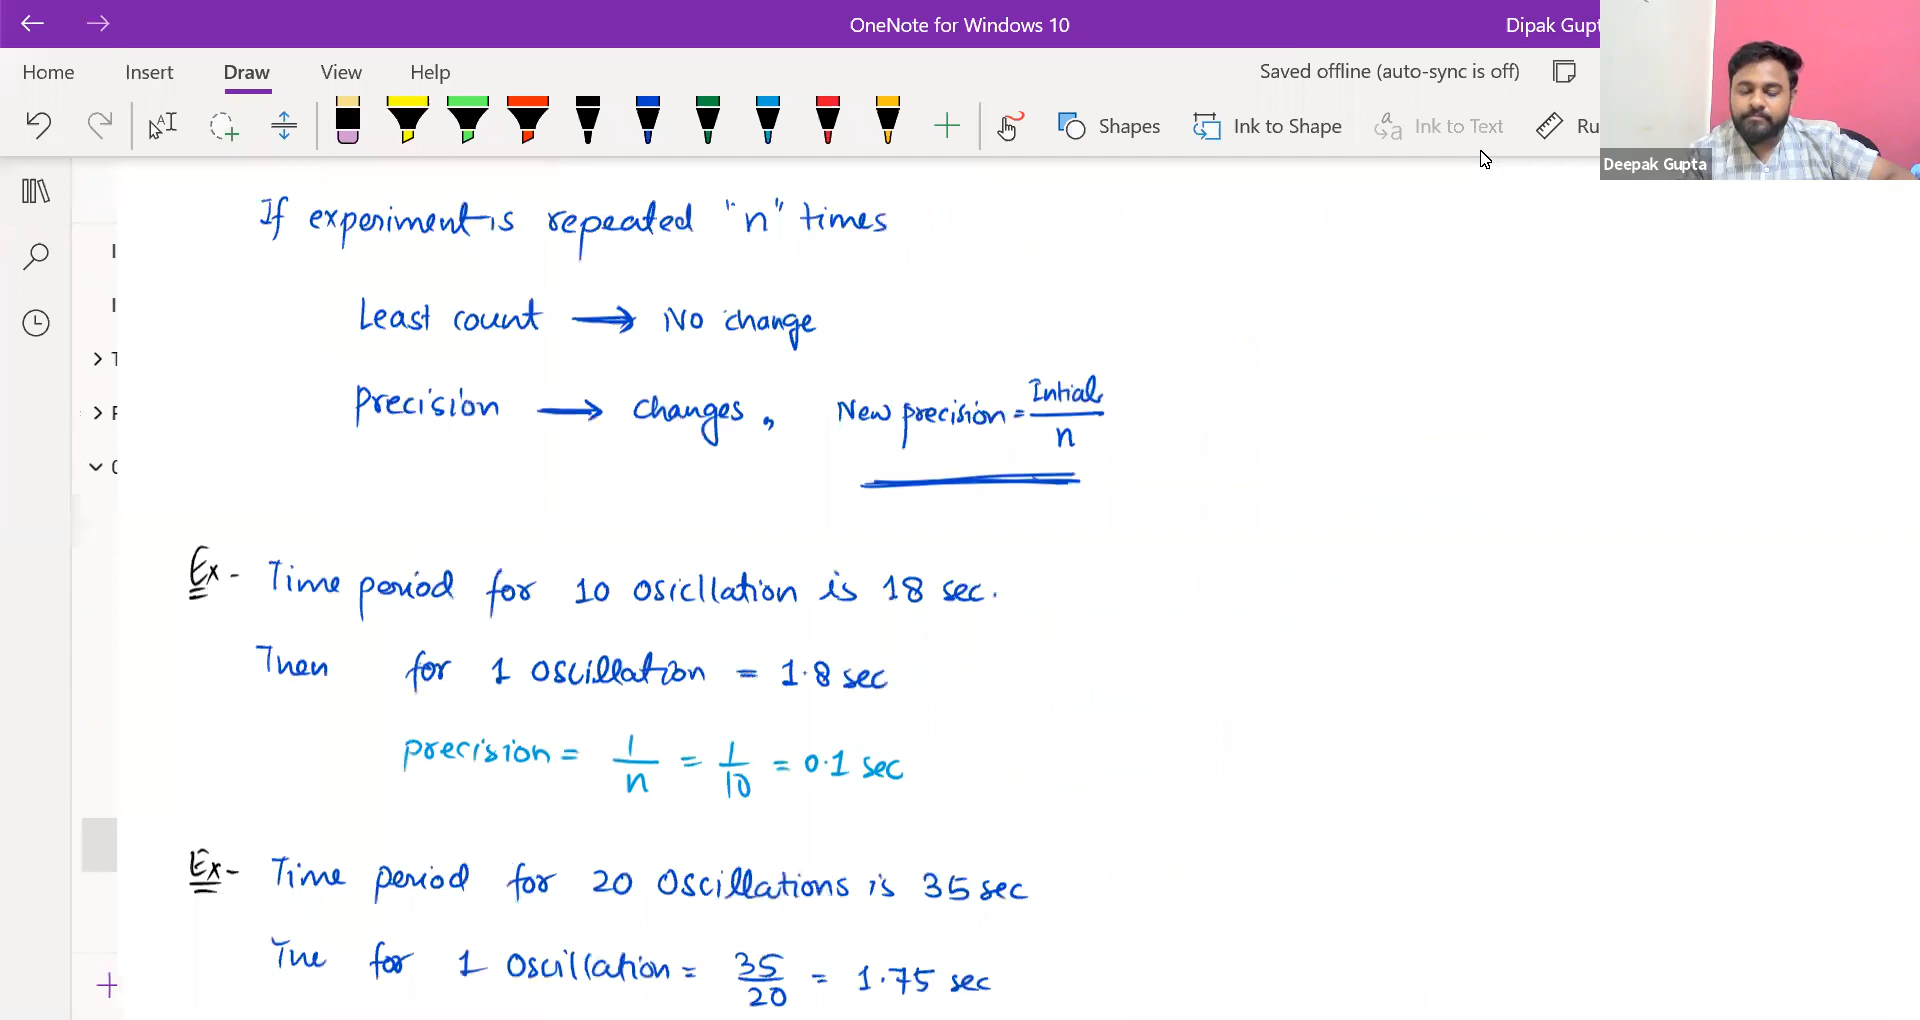 OneNote for Windows 10
Dipak Gupt
Home Insert Draw View Help
Saved offline (auto-sync is off)
Shapes Ink to Shape Ink to Text Ru
Deepak Gupta
If experiment is repeated "n" times
Least count → No change
Precision → changes, New precision = Intial / n
Ex - Time period for 10 osicllation is 18 sec.
Then for 1 oscillation = 1.8 sec
precision = 1/n = 1/10 = 0.1 sec
Ex - Time period for 20 oscillations is 35 sec
The for 1 oscillation = 35/20 = 1.75 sec